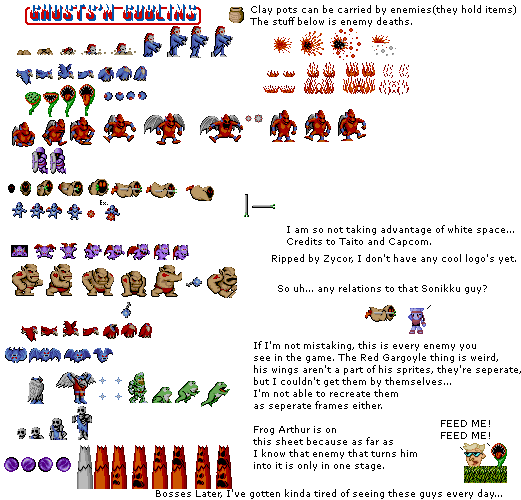 GHOSTS'N GOBLINS
Clay pots can be carried by enemies(they hold items)
The stuff below is enemy deaths.
Ex.
I am so not taking advantage of white space...
Credits to Taito and Capcom.
Ripped by Zycor, I don't have any cool logo's yet.
So uh... any relations to that Sonikku guy?
If I'm not mistaking, this is every enemy you
see in the game. The Red Gargoyle thing is weird,
his wings aren't a part of his sprites, they're seperate,
but I couldn't get them by themselves...
I'm not able to recreate them
as seperate frames either.
Frog Arthur is on
this sheet because as far as
I know that enemy that turns him
into it is only in one stage.
FEED ME!
FEED ME!
Bosses Later, I've gotten kinda tired of seeing these guys every day...